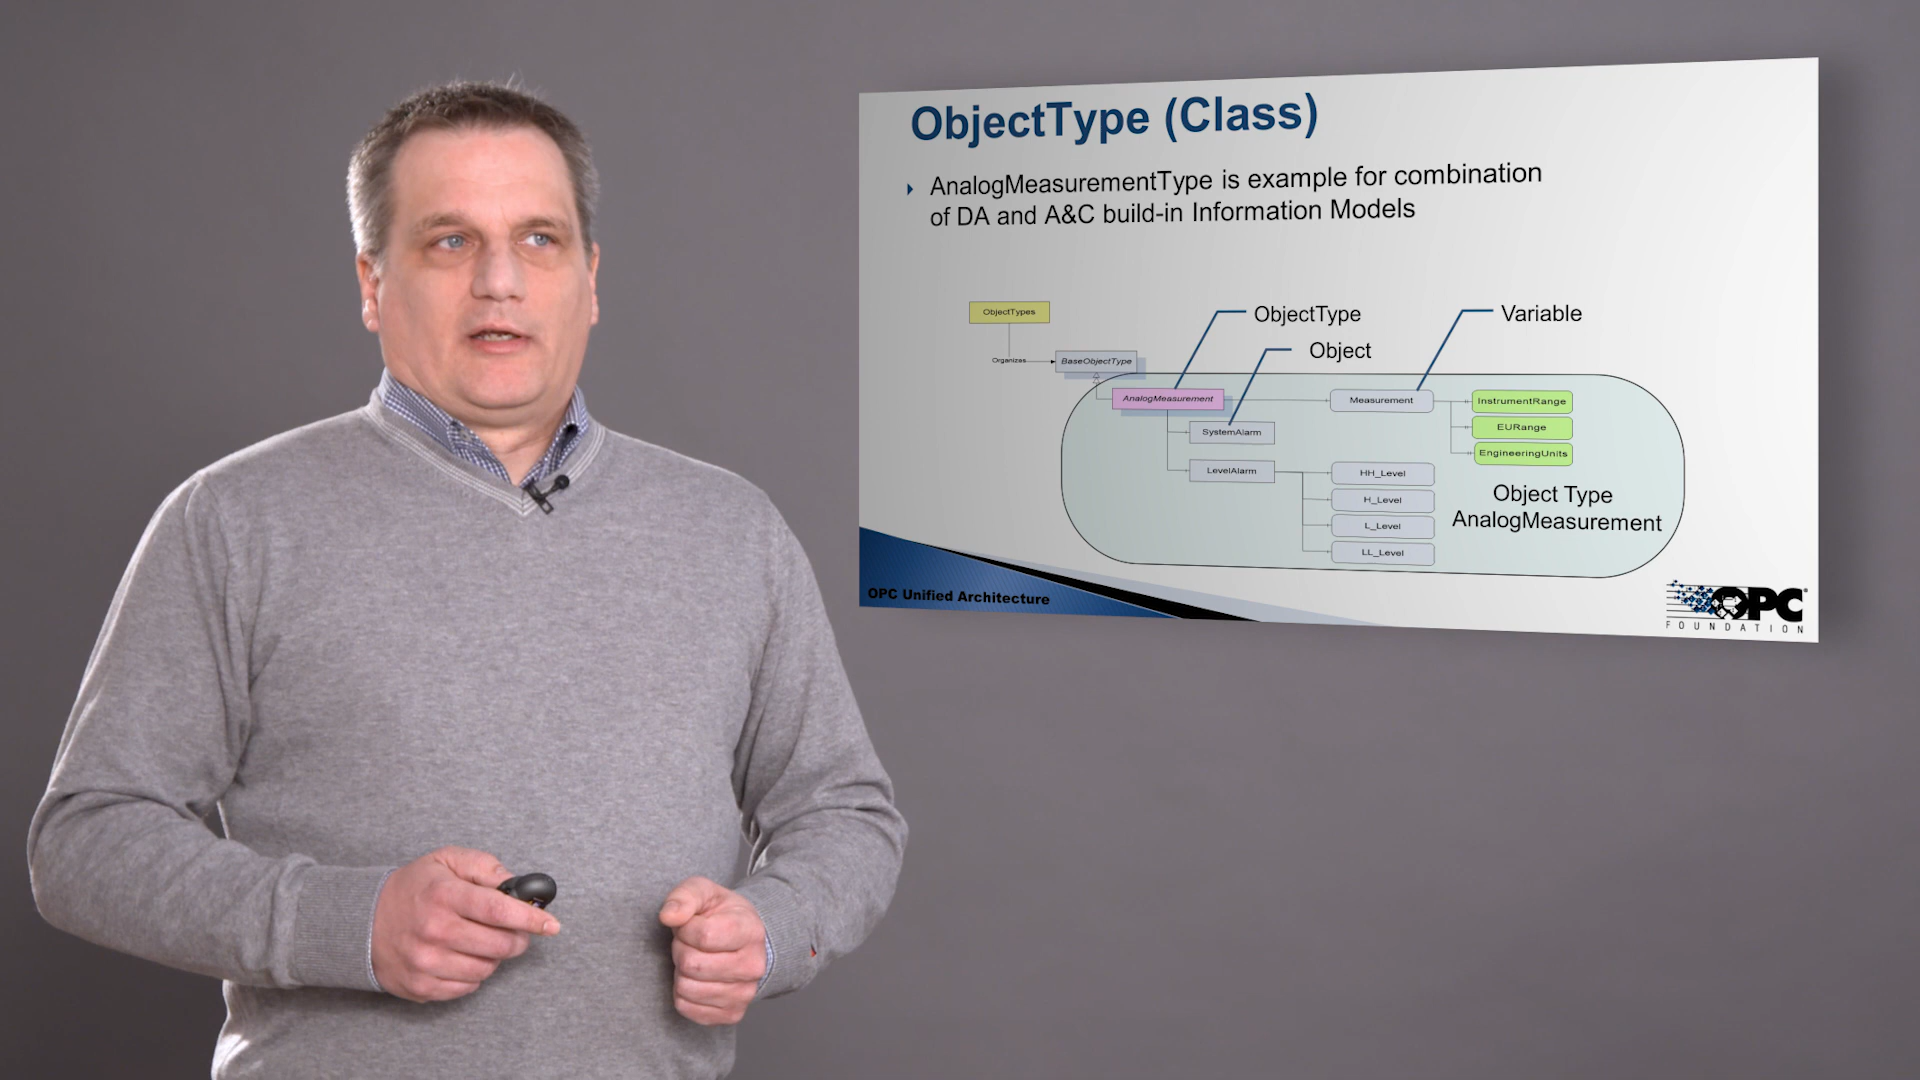 ObjectType (Class)
AnalogMeasurementType is example for combination
of DA and A&C build-in Information Models
ObjectTypes
ObjectType
Variable
Object
Organizes
BaseObjectType
AnalogMeasurement
Measurement
InstrumentRange
EURange
SystemAlarm
EngineeringUnits
LevelAlarm
HH_Level
H_Level
L_Level
LL_Level
Object Type
AnalogMeasurement
OPC Unified Architecture
OPC
FOUNDATION